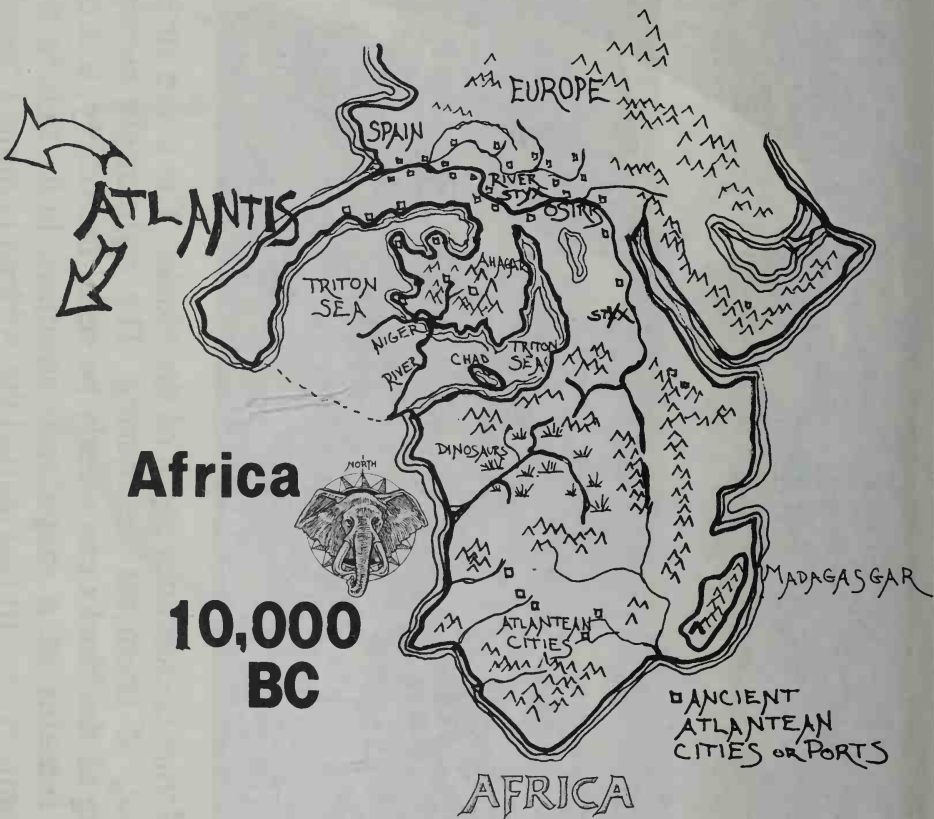 EUROPE
SPAIN
RIVER
STYX
OSIRIS
ATLANTIS
TRITON
SEA
AHAGAR
STYX
NIGER
RIVER
CHAD
TRITON
SEA
DINOSAURS
Africa
NORTH
10,000
BC
MADAGASGAR
ATLANTEAN
CITIES
ANCIENT
ATLANTEAN
CITIES OR PORTS
AFRICA